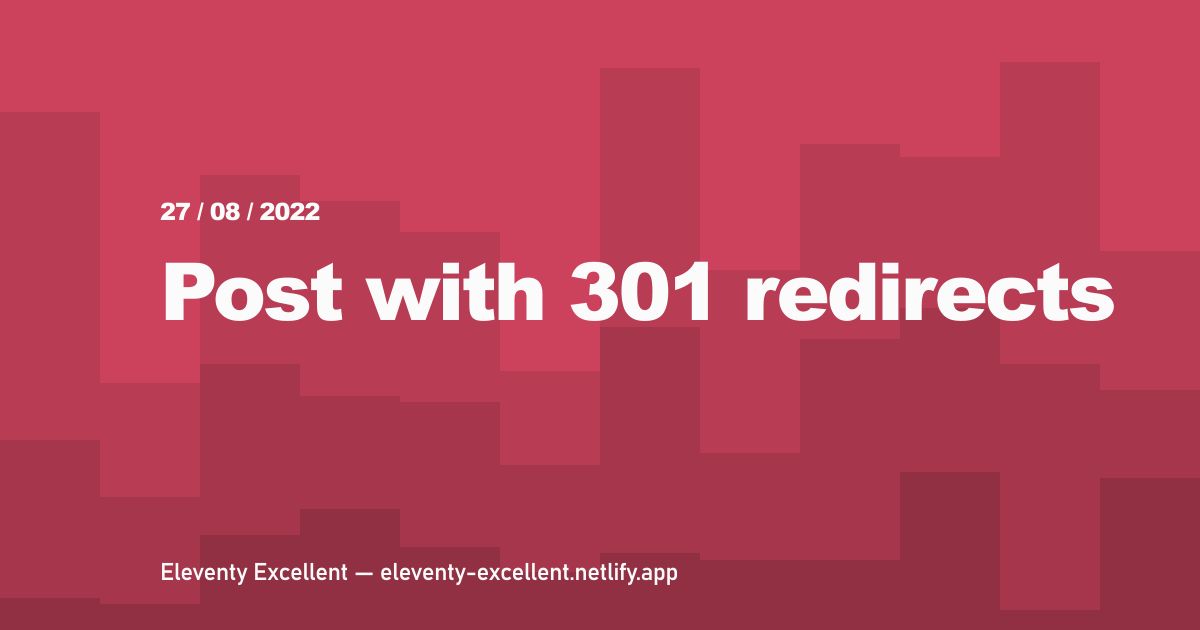 27 / 08 / 2022
Post with 301 redirects
Eleventy Excellent — eleventy-excellent.netlify.app